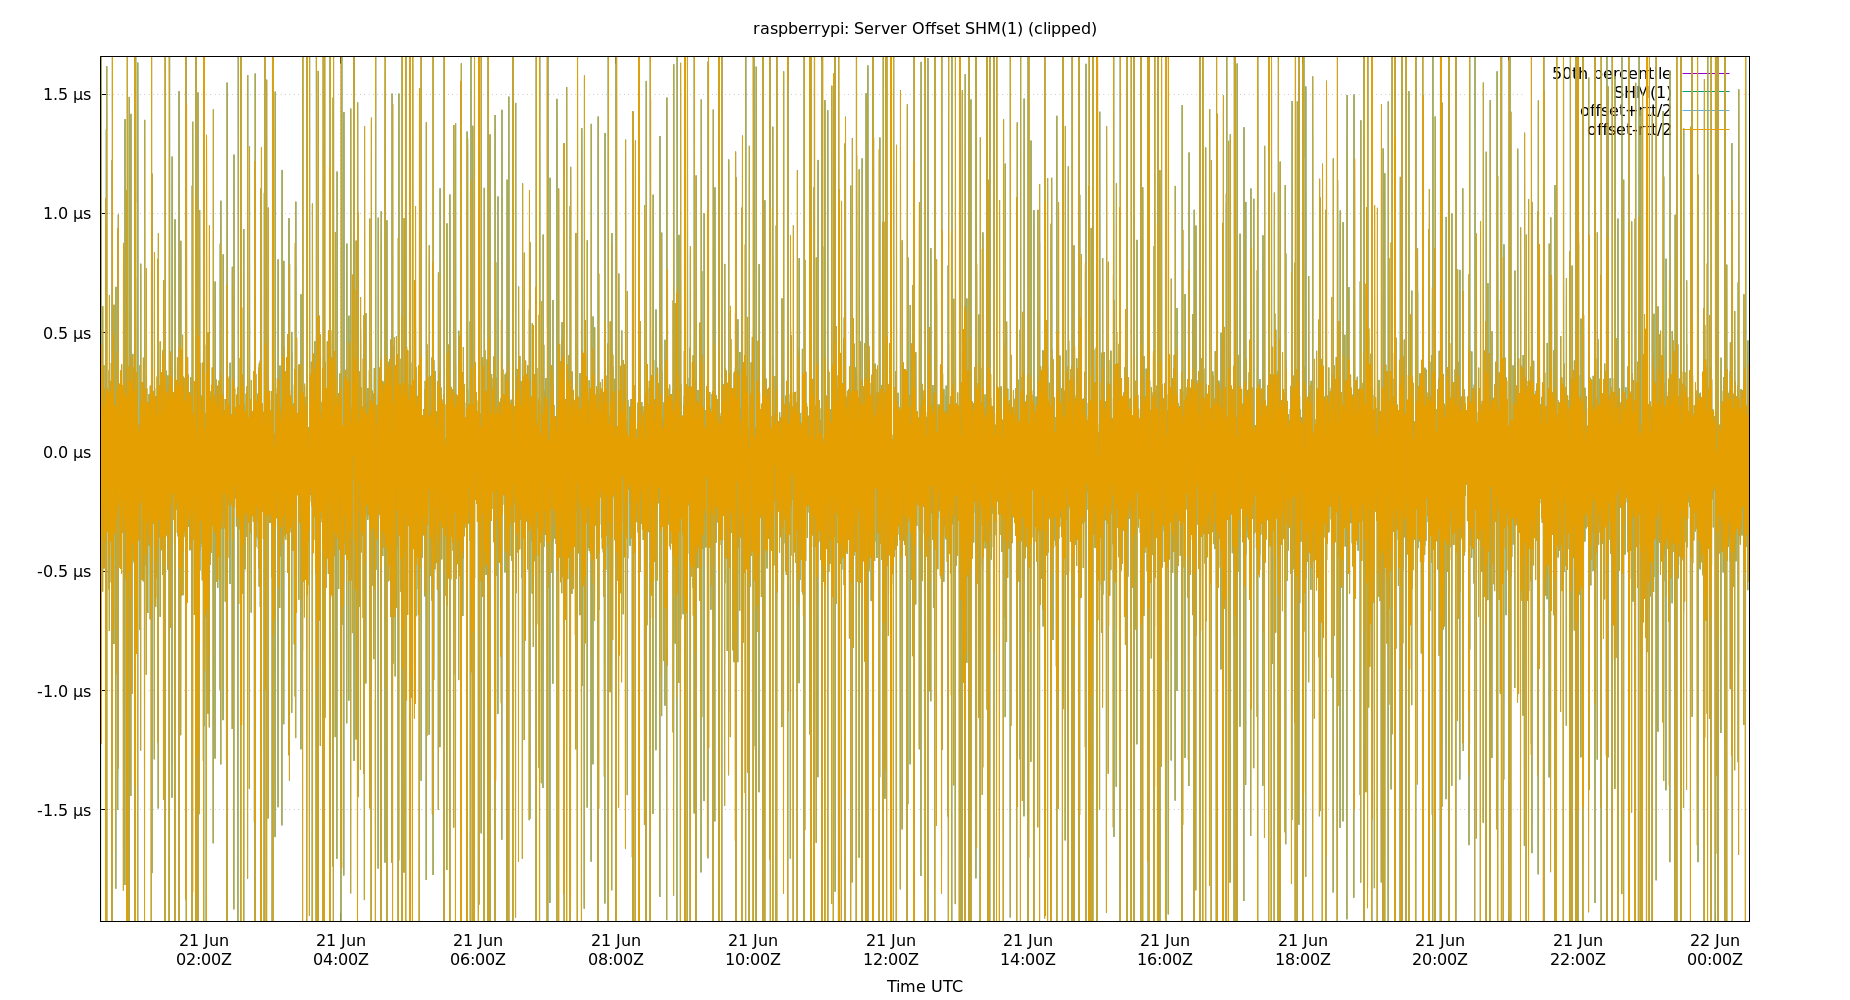 raspberrypi: Server Offset SHM(1) (clipped)
50th percentile
SHM(1)
offset+rtt/2
offset-rtt/2
1.5 µs
1.0 µs
0.5 µs
0.0 µs
-0.5 µs
-1.0 µs
-1.5 µs
21 Jun 21 Jun 21 Jun 21 Jun 21 Jun 21 Jun 21 Jun 21 Jun 21 Jun 21 Jun 21 Jun 22 Jun
02:00Z 04:00Z 06:00Z 08:00Z 10:00Z 12:00Z 14:00Z 16:00Z 18:00Z 20:00Z 22:00Z 00:00Z
Time UTC